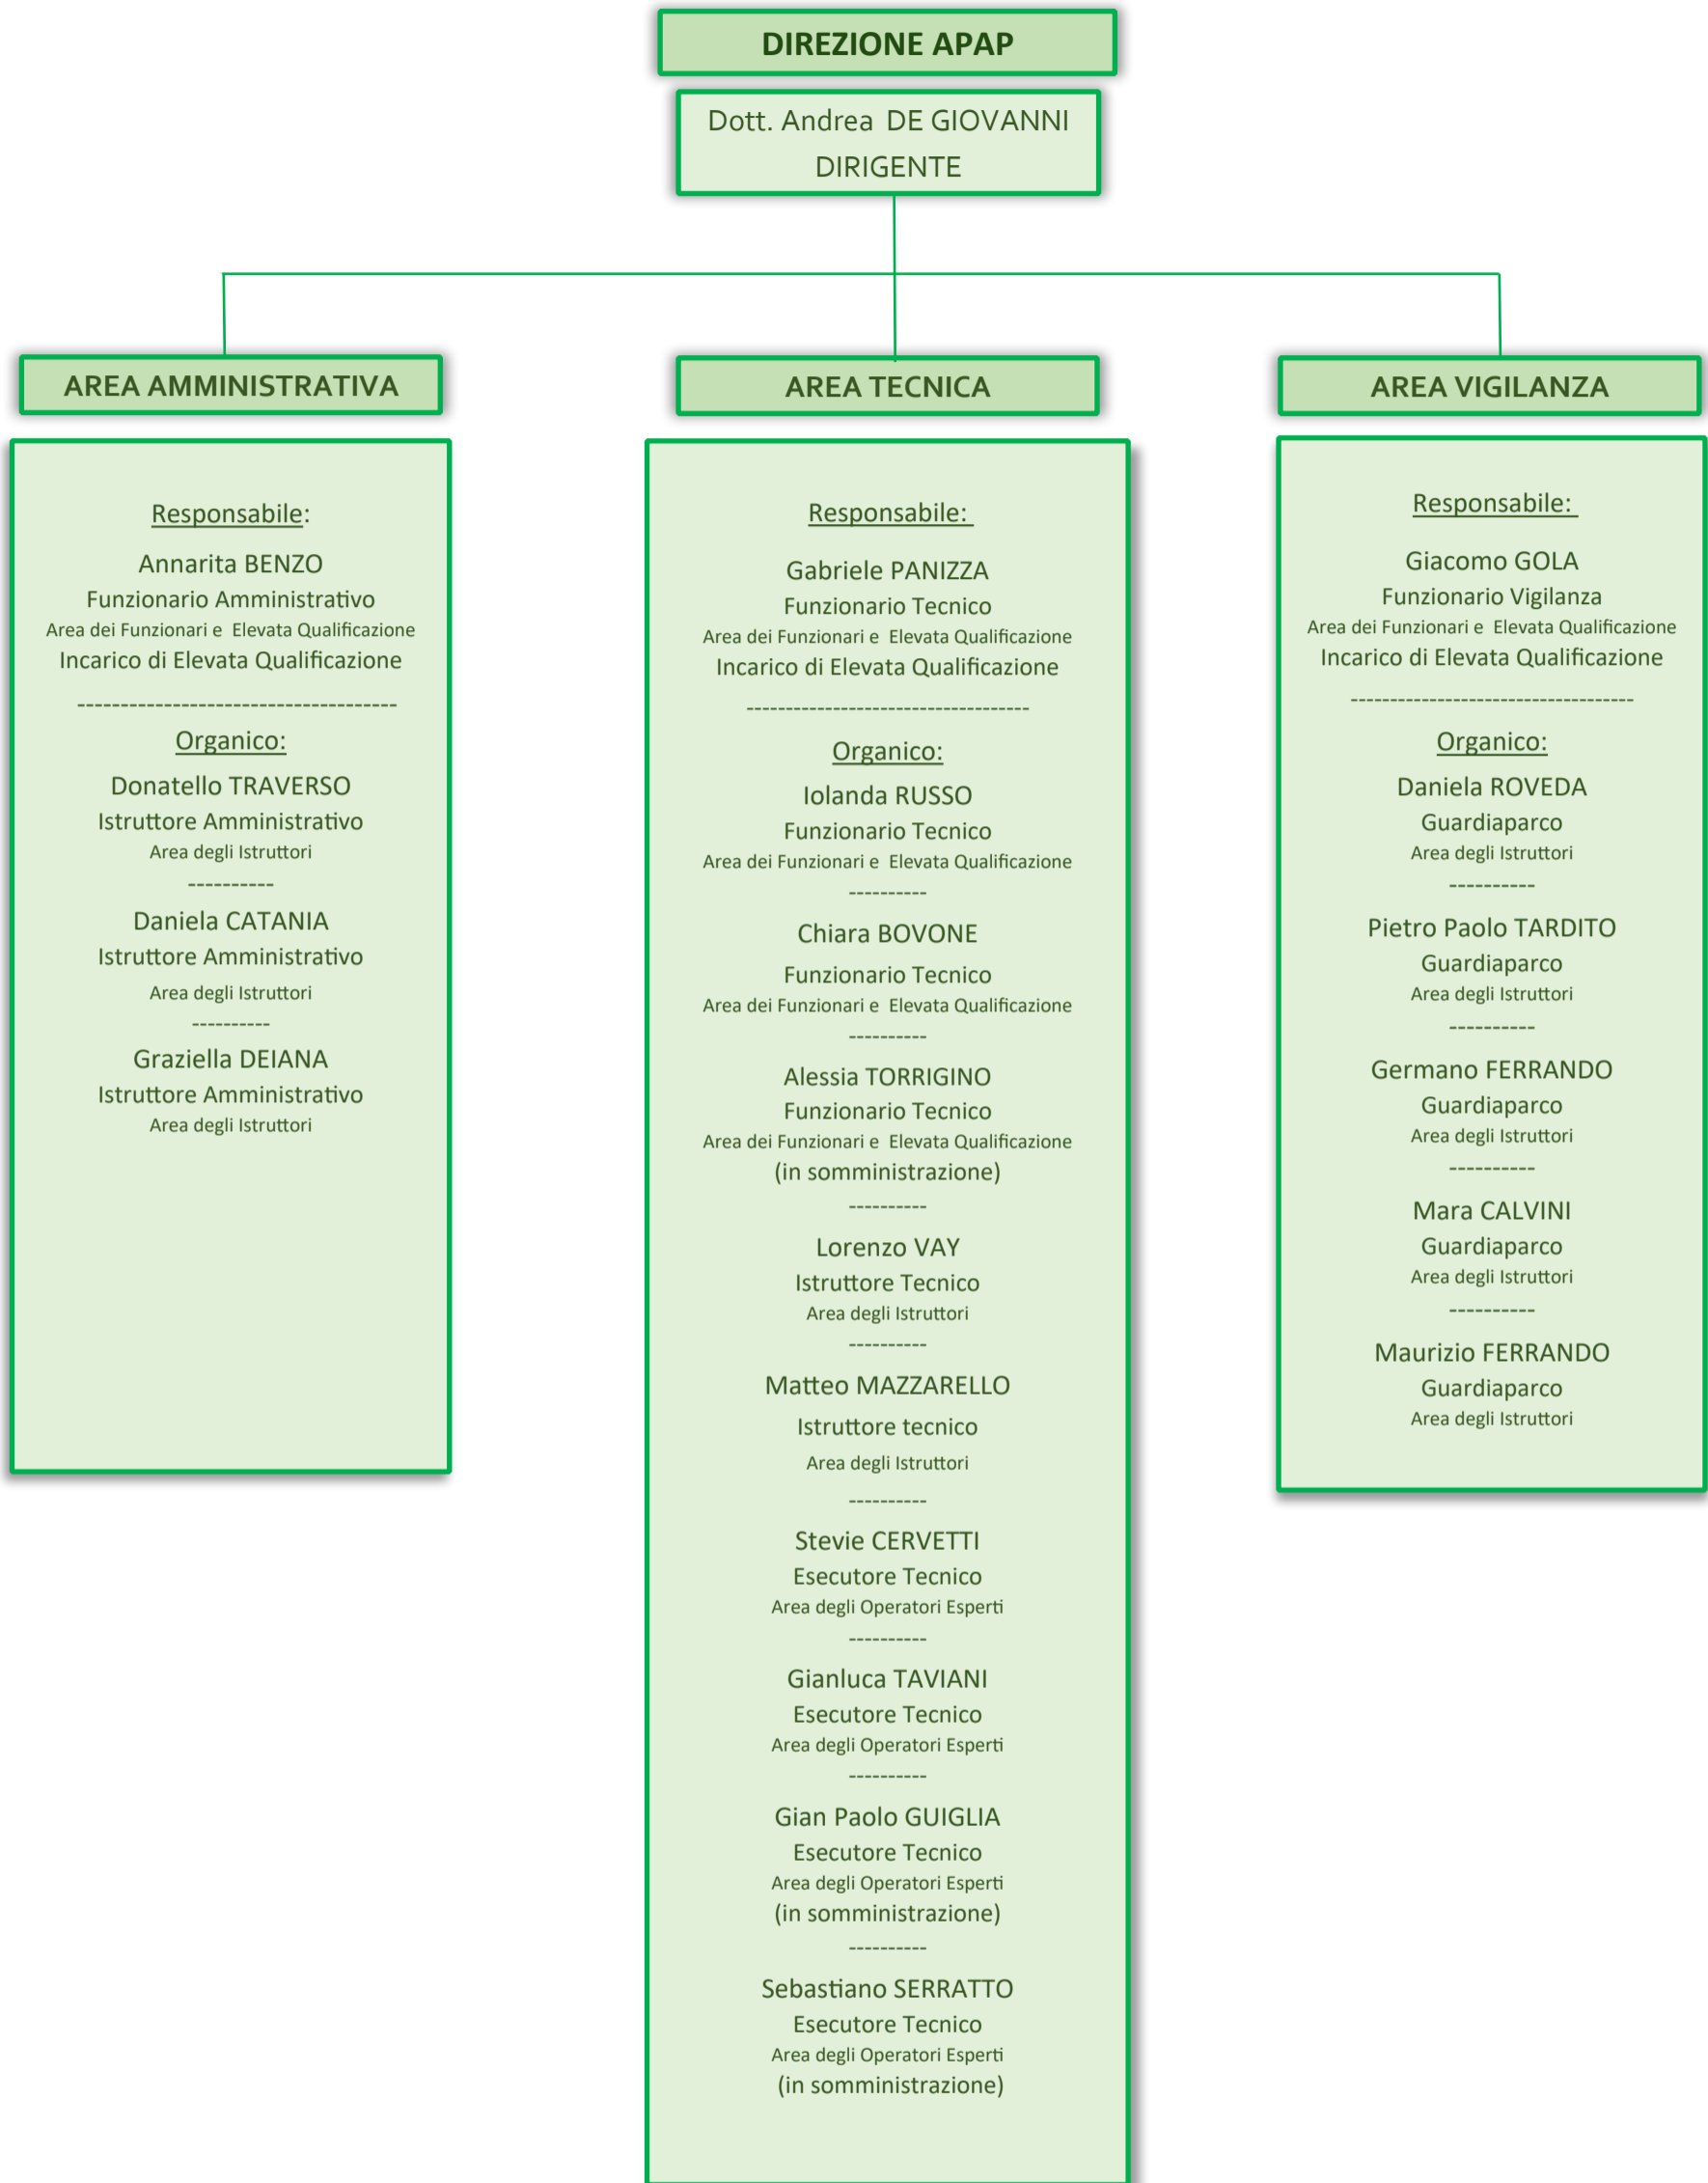 DIREZIONE APAP
Dott. Andrea DE GIOVANNI
DIRIGENTE
AREA AMMINISTRATIVA
Responsabile:
Annarita BENZO
Funzionario Amministrativo
Area dei Funzionari e Elevata Qualificazione
Incarico di Elevata Qualificazione
-------------------------------------
Organico:
Donatello TRAVERSO
Istruttore Amministrativo
Area degli Istruttori
----------
Daniela CATANIA
Istruttore Amministrativo
Area degli Istruttori
----------
Graziella DEIANA
Istruttore Amministrativo
Area degli Istruttori
AREA TECNICA
Responsabile:
Gabriele PANIZZA
Funzionario Tecnico
Area dei Funzionari e Elevata Qualificazione
Incarico di Elevata Qualificazione
------------------------------------
Organico:
Iolanda RUSSO
Funzionario Tecnico
Area dei Funzionari e Elevata Qualificazione
----------
Chiara BOVONE
Funzionario Tecnico
Area dei Funzionari e Elevata Qualificazione
----------
Alessia TORRIGINO
Funzionario Tecnico
Area dei Funzionari e Elevata Qualificazione
(in somministrazione)
----------
Lorenzo VAY
Istruttore Tecnico
Area degli Istruttori
----------
Matteo MAZZARELLO
Istruttore tecnico
Area degli Istruttori
----------
Stevie CERVETTI
Esecutore Tecnico
Area degli Operatori Esperti
----------
Gianluca TAVIANI
Esecutore Tecnico
Area degli Operatori Esperti
----------
Gian Paolo GUIGLIA
Esecutore Tecnico
Area degli Operatori Esperti
(in somministrazione)
----------
Sebastiano SERRATTO
Esecutore Tecnico
Area degli Operatori Esperti
(in somministrazione)
AREA VIGILANZA
Responsabile:
Giacomo GOLA
Funzionario Vigilanza
Area dei Funzionari e Elevata Qualificazione
Incarico di Elevata Qualificazione
------------------------------------
Organico:
Daniela ROVEDA
Guardiaparco
Area degli Istruttori
----------
Pietro Paolo TARDITO
Guardiaparco
Area degli Istruttori
----------
Germano FERRANDO
Guardiaparco
Area degli Istruttori
----------
Mara CALVINI
Guardiaparco
Area degli Istruttori
----------
Maurizio FERRANDO
Guardiaparco
Area degli Istruttori